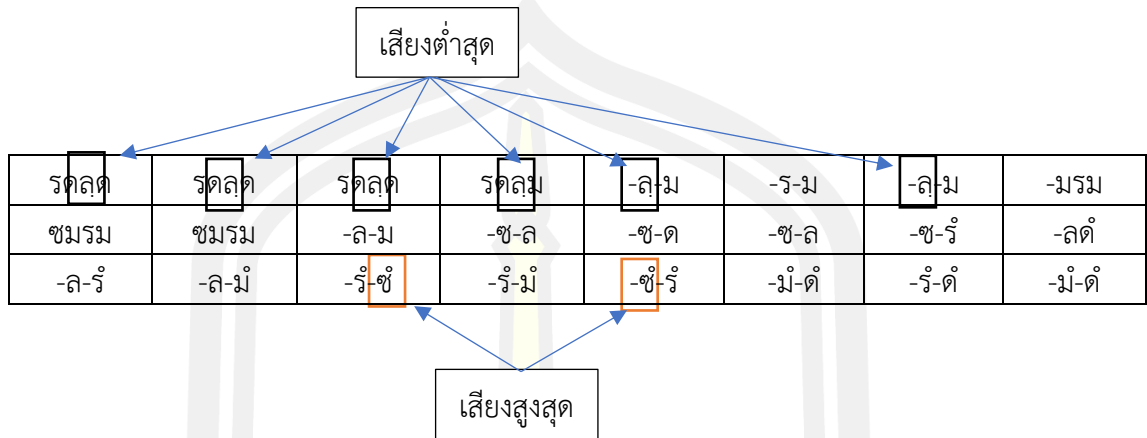 เสียงต่ำสุด
รดลฺด รดลฺด รดลฺด รดลฺม -ลฺ-ม -ร-ม -ลฺ-ม -มรม
ซมรม ซมรม -ล-ม -ซ-ล -ซ-ด -ซ-ล -ซ-รํ -ลดํ
-ล-รํ -ล-มํ -รํ-ซํ -รํ-มํ -ซํ-รํ -มํ-ดํ -รํ-ดํ -มํ-ดํ
เสียงสูงสุด